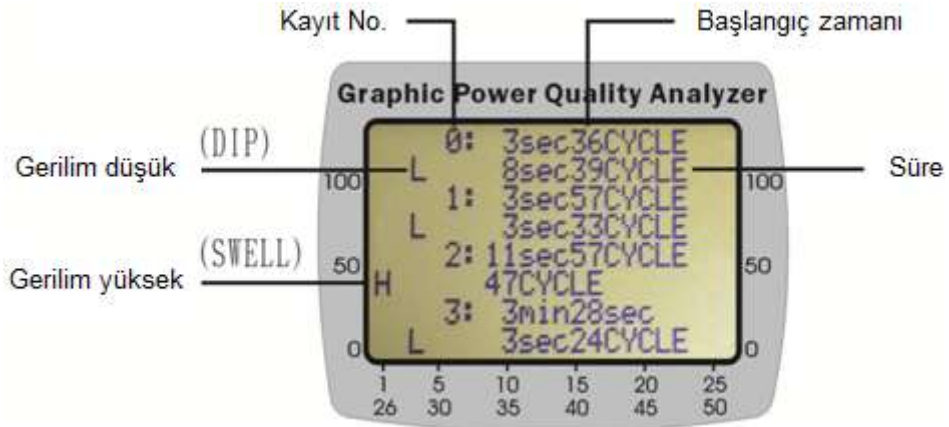 Kayıt No. Başlangıç zamanı
Graphic Power Quality Analyzer
(DIP) 0: 3sec36CYCLE
Gerilim düşük L 8sec39CYCLE Süre
100 1: 3sec57CYCLE 100
L 3sec33CYCLE
(SWELL) 2: 11sec57CYCLE
50 50
Gerilim yüksek H 47CYCLE
3: 3min28sec
0 L 3sec24CYCLE 0
1 5 10 15 20 25
26 30 35 40 45 50